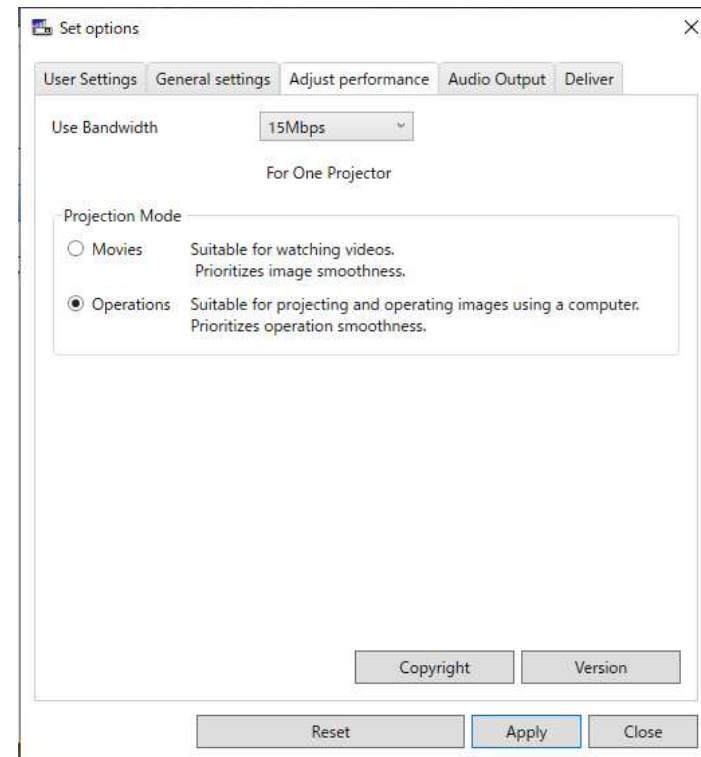 Set options
User Settings General settings Adjust performance Audio Output Deliver
Use Bandwidth 15Mbps
For One Projector
Projection Mode
Movies Suitable for watching videos.
Prioritizes image smoothness.
Operations Suitable for projecting and operating images using a computer.
Prioritizes operation smoothness.
Copyright Version
Reset Apply Close